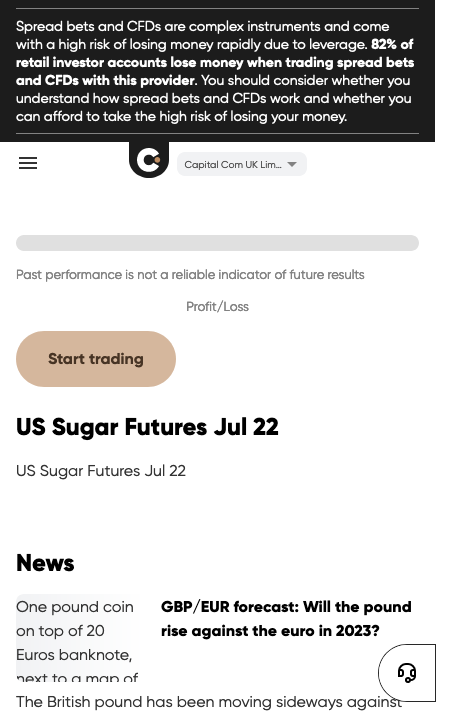 Spread bets and CFDs are complex instruments and come
with a high risk of losing money rapidly due to leverage. 82% of
retail investor accounts lose money when trading spread bets
and CFDs with this provider. You should consider whether you
understand how spread bets and CFDs work and whether you
can afford to take the high risk of losing your money.
Capital Com UK Lim...
Past performance is not a reliable indicator of future results
Profit/Loss
Start trading
US Sugar Futures Jul 22
US Sugar Futures Jul 22
News
One pound coin
on top of 20
Euros banknote,
next to a map of
GBP/EUR forecast: Will the pound
rise against the euro in 2023?
The British pound has been moving sideways against